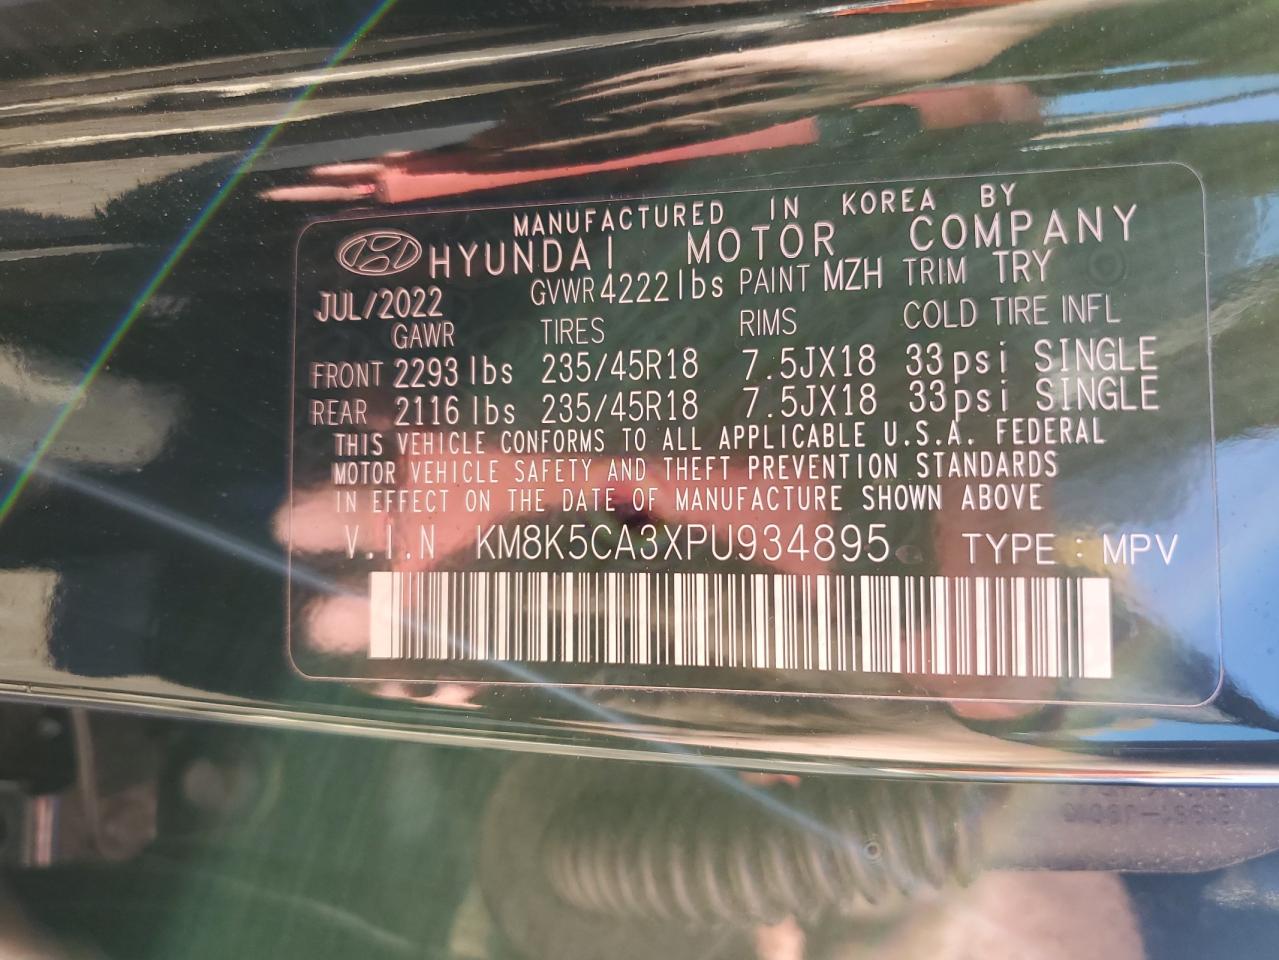 MANUFACTURED IN KOREA BY
HYUNDAI MOTOR COMPANY
JUL/2022 GVWR 4222 lbs PAINT MZH TRIM TRY
GAWR TIRES RIMS COLD TIRE INFL
FRONT 2293 lbs 235/45R18 7.5JX18 33psi SINGLE
REAR 2116 lbs 235/45R18 7.5JX18 33psi SINGLE
THIS VEHICLE CONFORMS TO ALL APPLICABLE U.S.A. FEDERAL
MOTOR VEHICLE SAFETY AND THEFT PREVENTION STANDARDS
IN EFFECT ON THE DATE OF MANUFACTURE SHOWN ABOVE
V.I.N KM8K5CA3XPU934895 TYPE : MPV